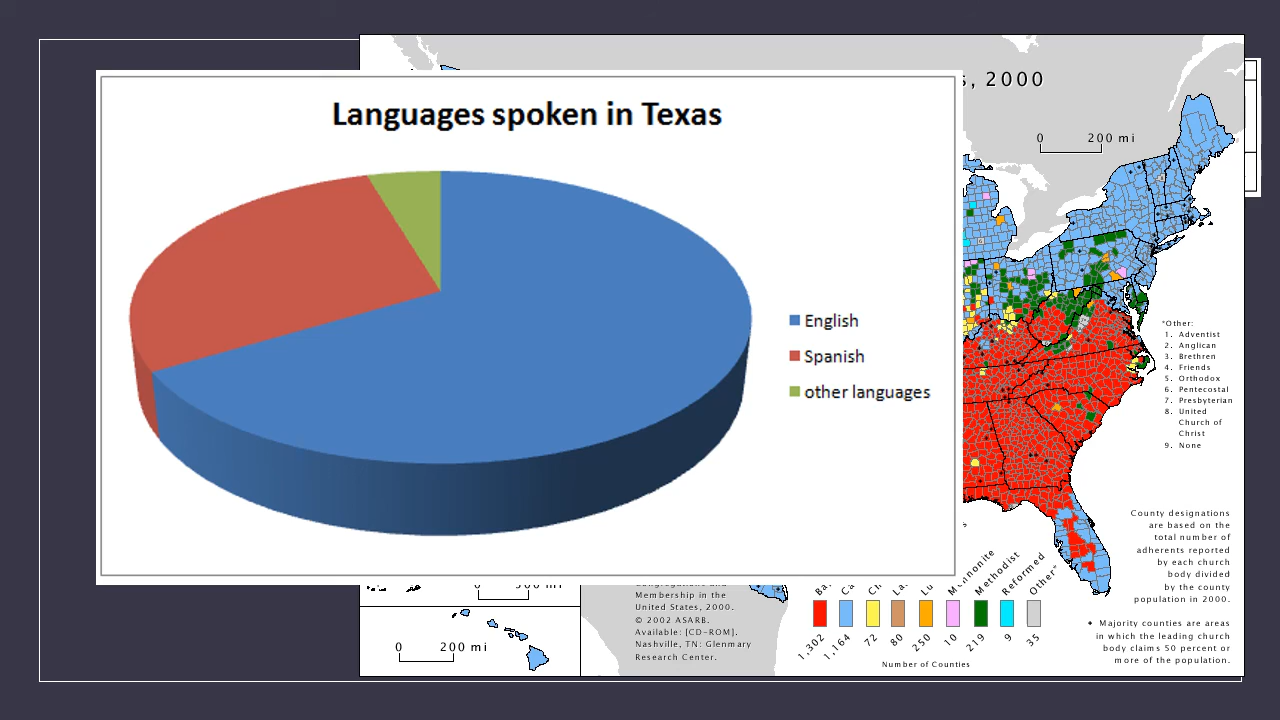 Languages spoken in Texas
English
Spanish
other languages
s, 2000
0 200 mi
*Other:
1. Adventist
2. Anglican
3. Brethren
4. Friends
5. Orthodox
6. Pentecostal
7. Presbyterian
8. United
Church of
Christ
9. None
County designations
are based on the
total number of
adherents reported
by each church
body divided
by the county
population in 2000.
✦ Majority counties are areas
in which the leading church
body claims 50 percent or
more of the population.
0 200 mi
Membership in the
United States, 2000.
© 2002 ASARB.
Available: [CD-ROM].
Nashville, TN: Glenmary
Research Center.
Ba
Ca
Ch
La
Lu
Methodist
Reformed
Other*
1,302
1,164
72
80
250
10
219
9
35
Number of Counties